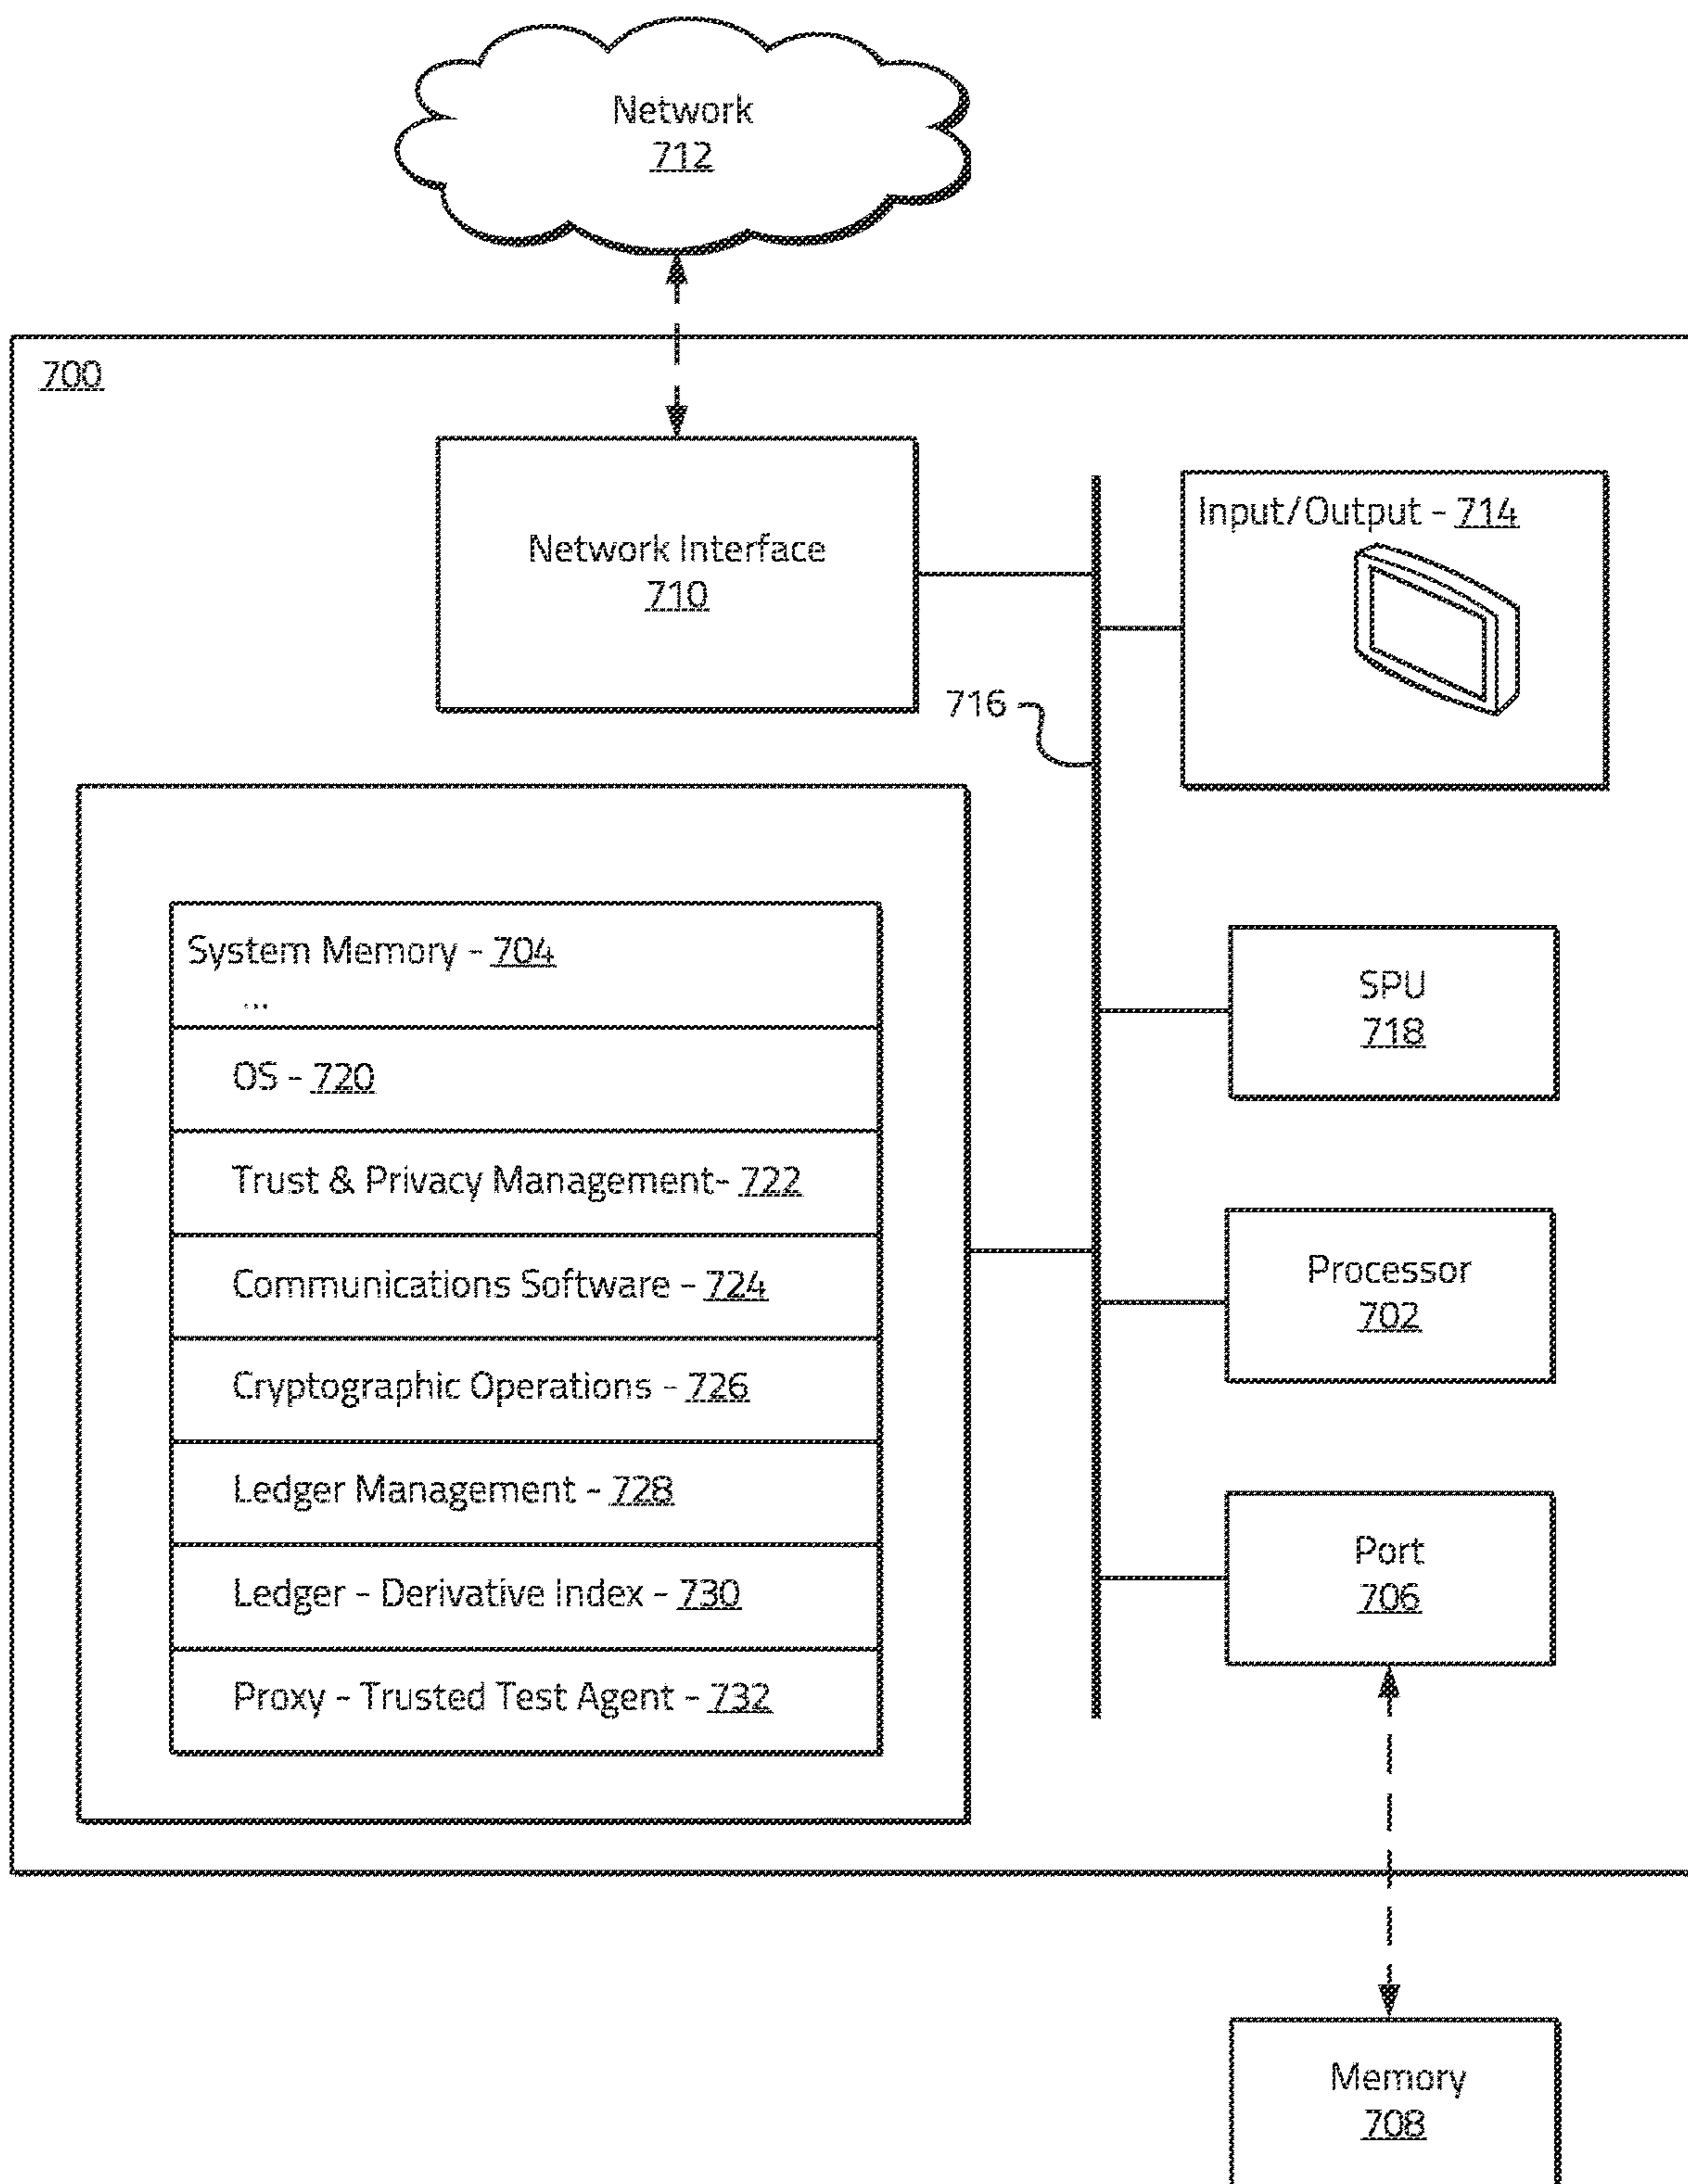 Network
712
700
Network Interface
710
Input/Output - 714
716
System Memory - 704
...
OS - 720
Trust & Privacy Management- 722
Communications Software - 724
Cryptographic Operations - 726
Ledger Management - 728
Ledger - Derivative Index - 730
Proxy - Trusted Test Agent - 732
SPU
718
Processor
702
Port
706
Memory
708